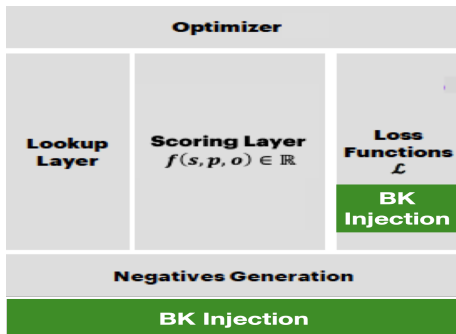 Optimizer
Lookup
Layer
Scoring Layer
f(s, p, o) ∈ ℝ
Loss
Functions
ℒ
BK
Injection
Negatives Generation
BK Injection